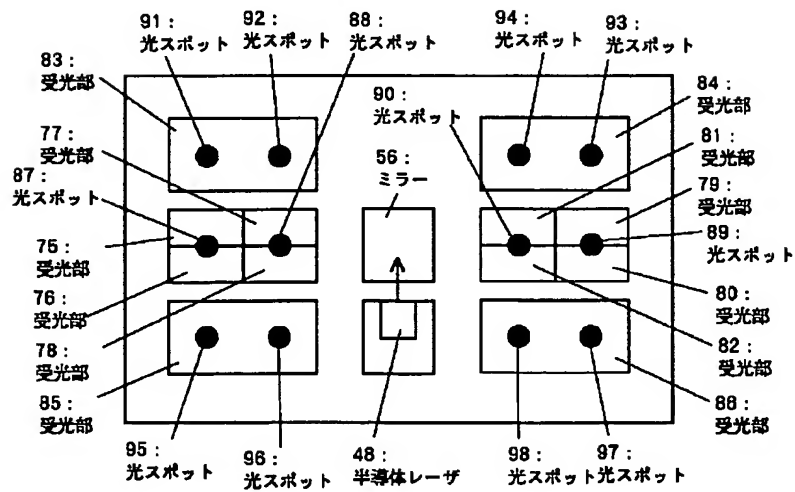 91：
光スポット
92：
光スポット
88：
光スポット
94：
光スポット
93：
光スポット
83：
受光部
90：
光スポット
84：
受光部
77：
受光部
56：
ミラー
81：
受光部
87：
光スポット
79：
受光部
75：
受光部
89：
光スポット
76：
受光部
80：
受光部
78：
受光部
82：
受光部
85：
受光部
88：
受光部
95：
光スポット
96：
光スポット
48：
半導体レーザ
98：
光スポット
97：
光スポット